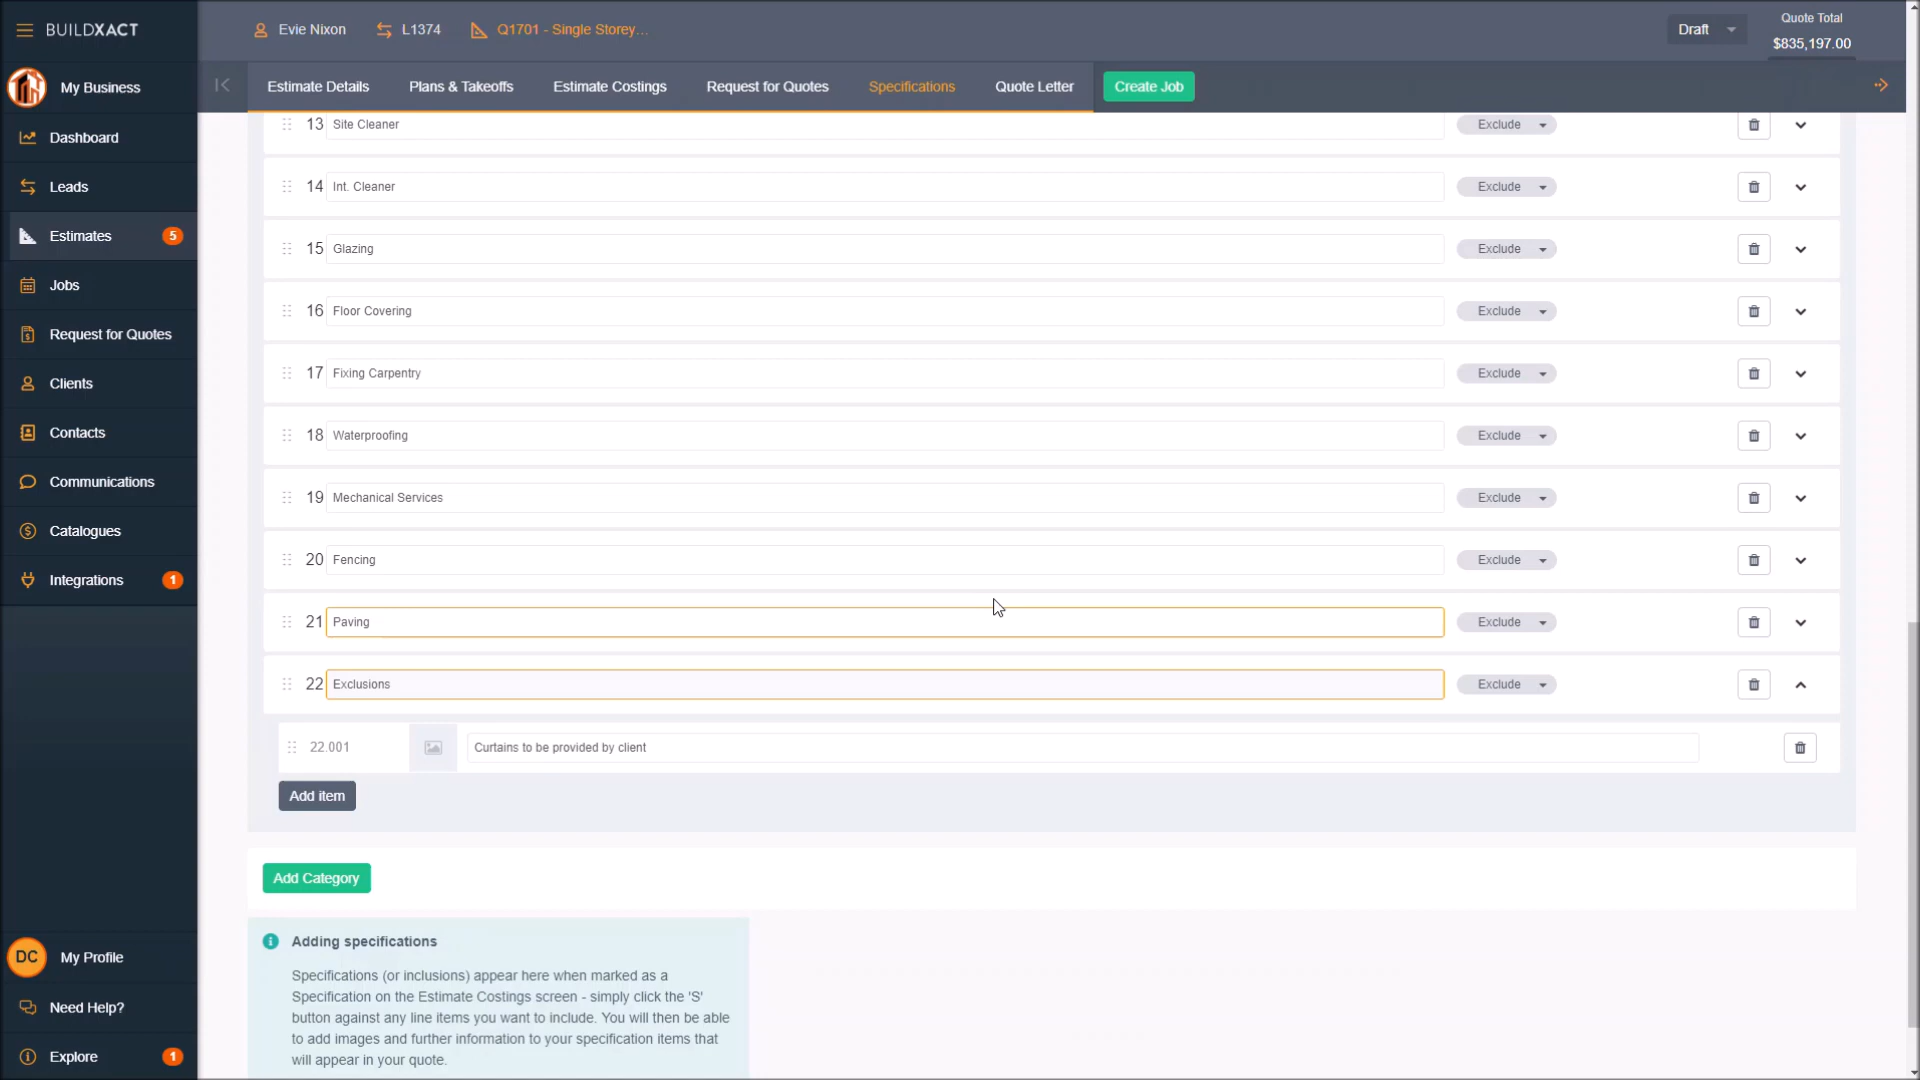 BUILDXACT
Evie Nixon
L1374
Q1701 - Single Storey...
Draft
Quote Total
$835,197.00
My Business
Estimate Details
Plans & Takeoffs
Estimate Costings
Request for Quotes
Specifications
Quote Letter
Create Job
Dashboard
Leads
Estimates 5
Jobs
Request for Quotes
Clients
Contacts
Communications
Catalogues
Integrations 1
13 Site Cleaner Exclude
14 Int. Cleaner Exclude
15 Glazing Exclude
16 Floor Covering Exclude
17 Fixing Carpentry Exclude
18 Waterproofing Exclude
19 Mechanical Services Exclude
20 Fencing Exclude
21 Paving Exclude
22 Exclusions Exclude
22.001 Curtains to be provided by client
Add item
Add Category
Adding specifications
Specifications (or inclusions) appear here when marked as a
Specification on the Estimate Costings screen - simply click the 'S'
button against any line items you want to include. You will then be able
to add images and further information to your specification items that
will appear in your quote.
DC My Profile
Need Help?
Explore 1